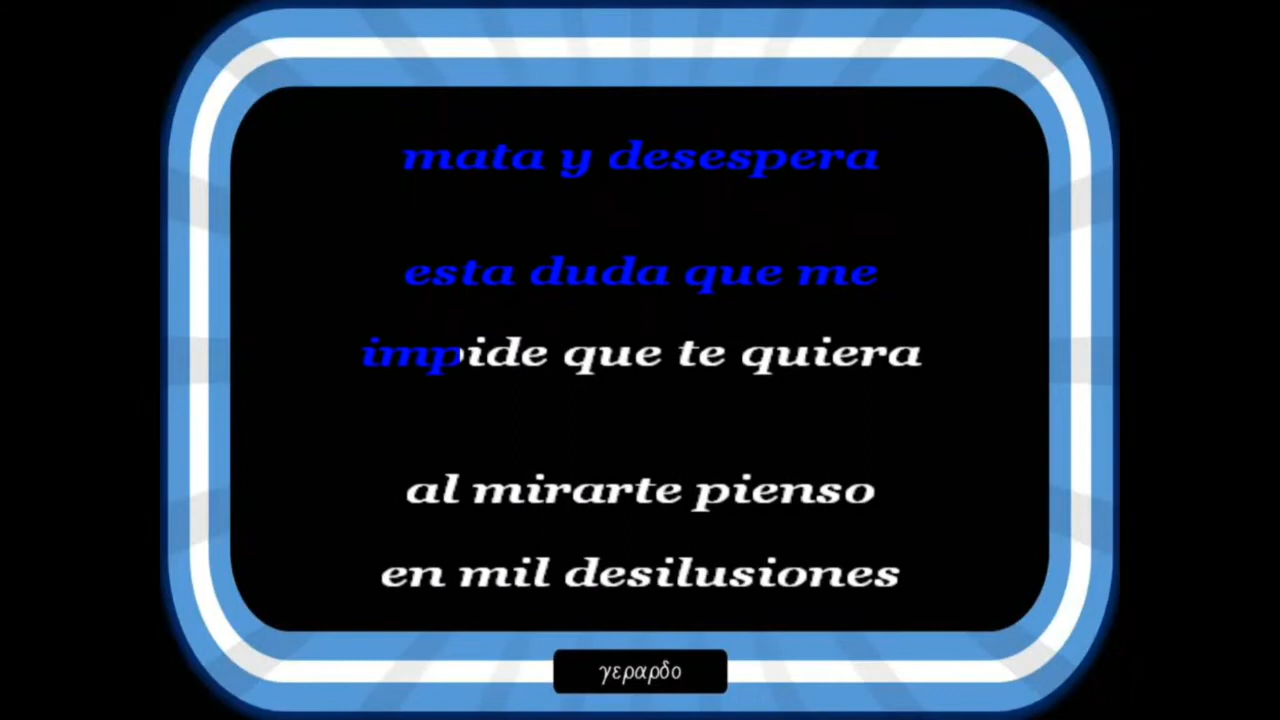 mata y desespera
esta duda que me
impide que te quiera
al mirarte pienso
en mil desilusiones
γεραρδο